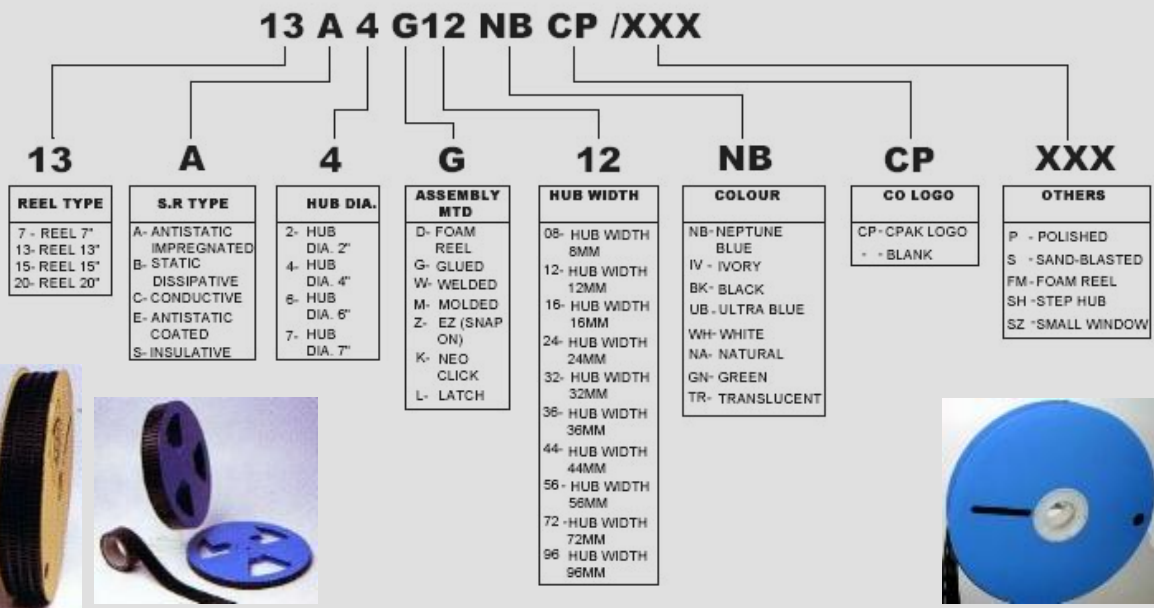 13 A 4 G12 NB CP /XXX
13
REEL TYPE
7 - REEL 7"
13- REEL 13"
15- REEL 15"
20- REEL 20"
A
S.R TYPE
A- ANTISTATIC
IMPREGNATED
B- STATIC
DISSIPATIVE
C- CONDUCTIVE
E- ANTISTATIC
COATED
S- INSULATIVE
4
HUB DIA.
2- HUB
DIA. 2"
4- HUB
DIA. 4"
6- HUB
DIA. 6"
7- HUB
DIA. 7"
G
ASSEMBLY
MTD
D- FOAM
REEL
G- GLUED
W- WELDED
M- MOLDED
Z- EZ (SNAP
ON)
K- NEO
CLICK
L- LATCH
12
HUB WIDTH
08- HUB WIDTH
8MM
12- HUB WIDTH
12MM
16- HUB WIDTH
16MM
24- HUB WIDTH
24MM
32- HUB WIDTH
32MM
36- HUB WIDTH
36MM
44- HUB WIDTH
44MM
56 - HUB WIDTH
56MM
72 -HUB WIDTH
72MM
96 HUB WIDTH
96MM
NB
COLOUR
NB-NEPTUNE
BLUE
IV - IVORY
BK- BLACK
UB - ULTRA BLUE
WH- WHITE
NA- NATURAL
GN- GREEN
TR- TRANSLUCENT
CP
CO LOGO
CP-CPAK LOGO
- - BLANK
XXX
OTHERS
P - POLISHED
S - SAND-BLASTED
FM-FOAM REEL
SH -STEP HUB
SZ -SMALL WINDOW